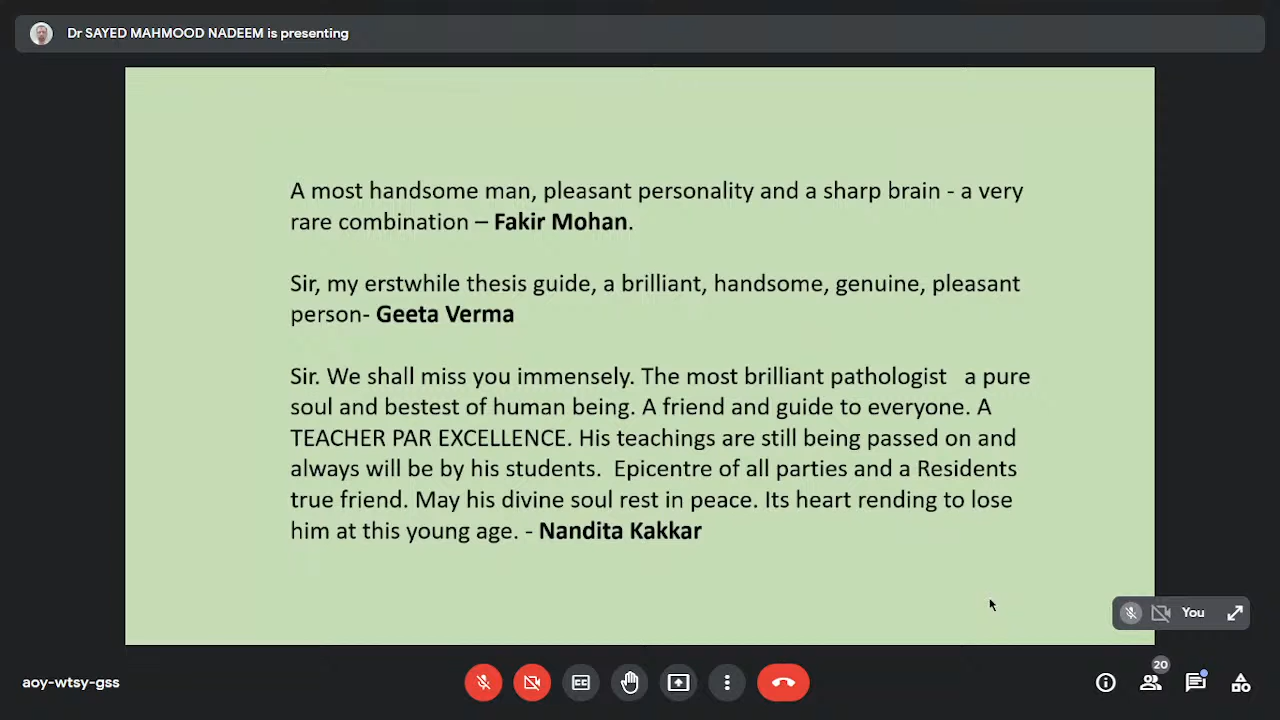 Dr SAYED MAHMOOD NADEEM is presenting
A most handsome man, pleasant personality and a sharp brain - a very
rare combination – Fakir Mohan.
Sir, my erstwhile thesis guide, a brilliant, handsome, genuine, pleasant
person- Geeta Verma
Sir. We shall miss you immensely. The most brilliant pathologist   a pure
soul and bestest of human being. A friend and guide to everyone. A
TEACHER PAR EXCELLENCE. His teachings are still being passed on and
always will be by his students.  Epicentre of all parties and a Residents
true friend. May his divine soul rest in peace. Its heart rending to lose
him at this young age. - Nandita Kakkar
You
20
aoy-wtsy-gss
CC